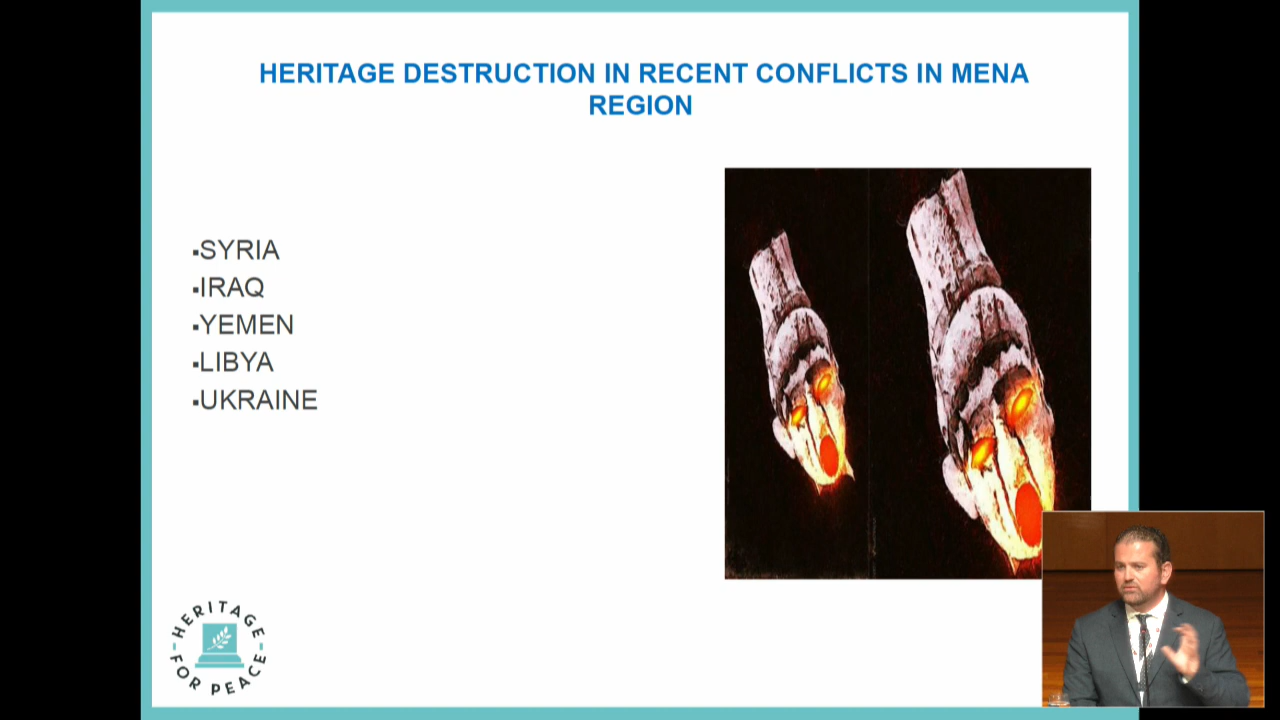 HERITAGE DESTRUCTION IN RECENT CONFLICTS IN MENA
REGION
▪SYRIA
▪IRAQ
▪YEMEN
▪LIBYA
▪UKRAINE
HERITAGE
FOR PEACE